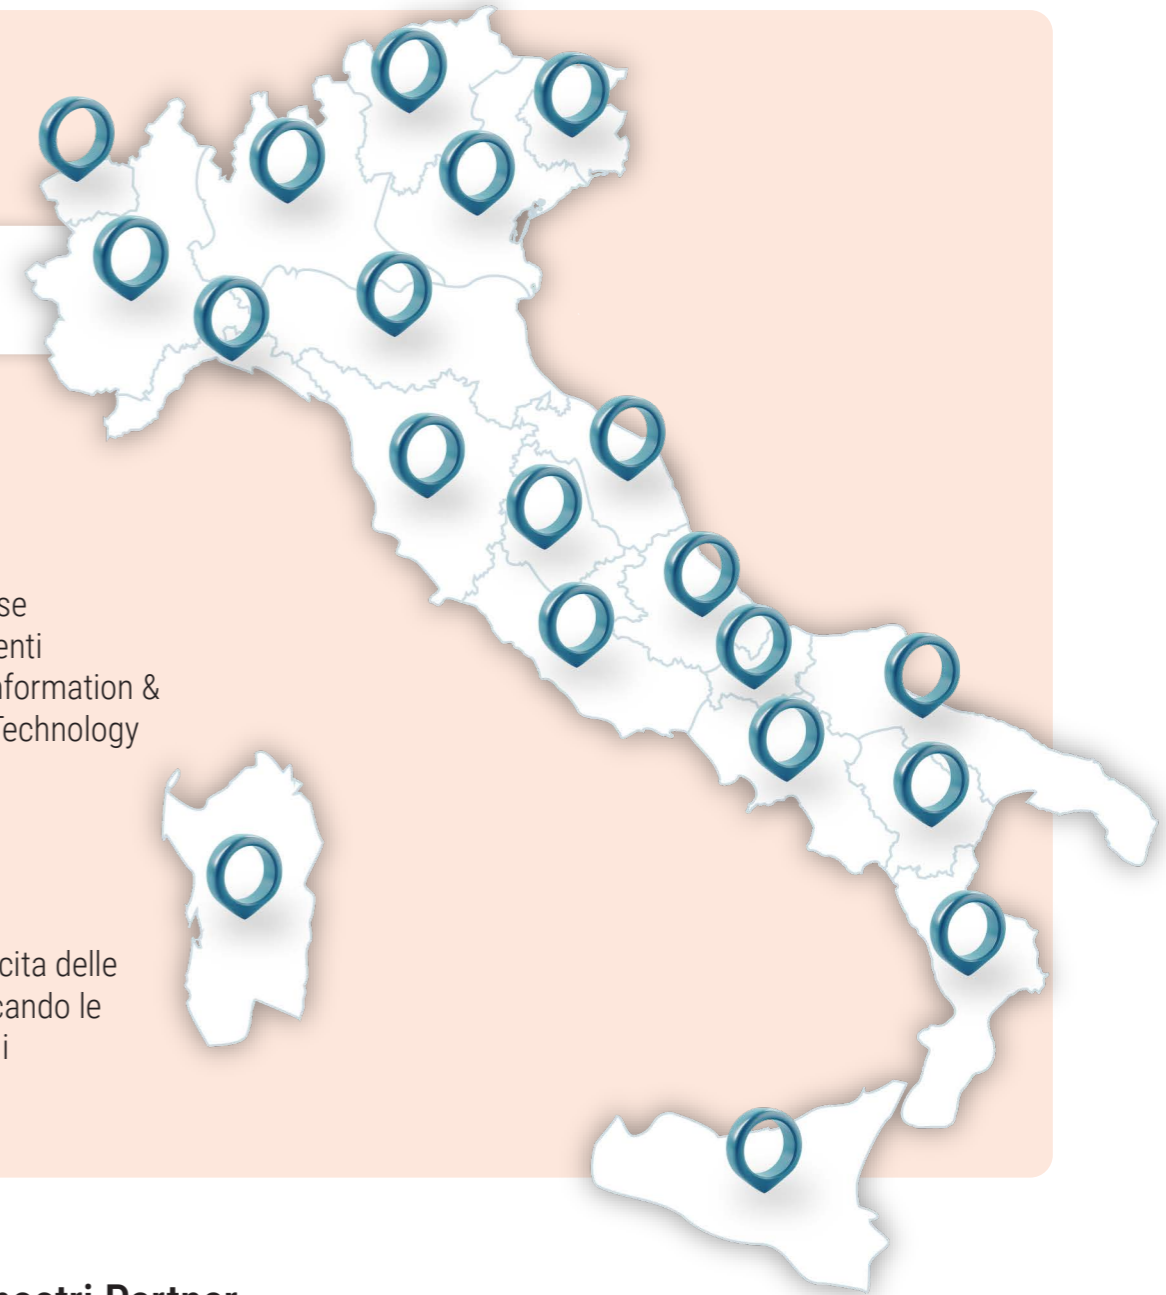 se
enti
nformation &
Technology
cita delle
cando le
i
nostri Partner